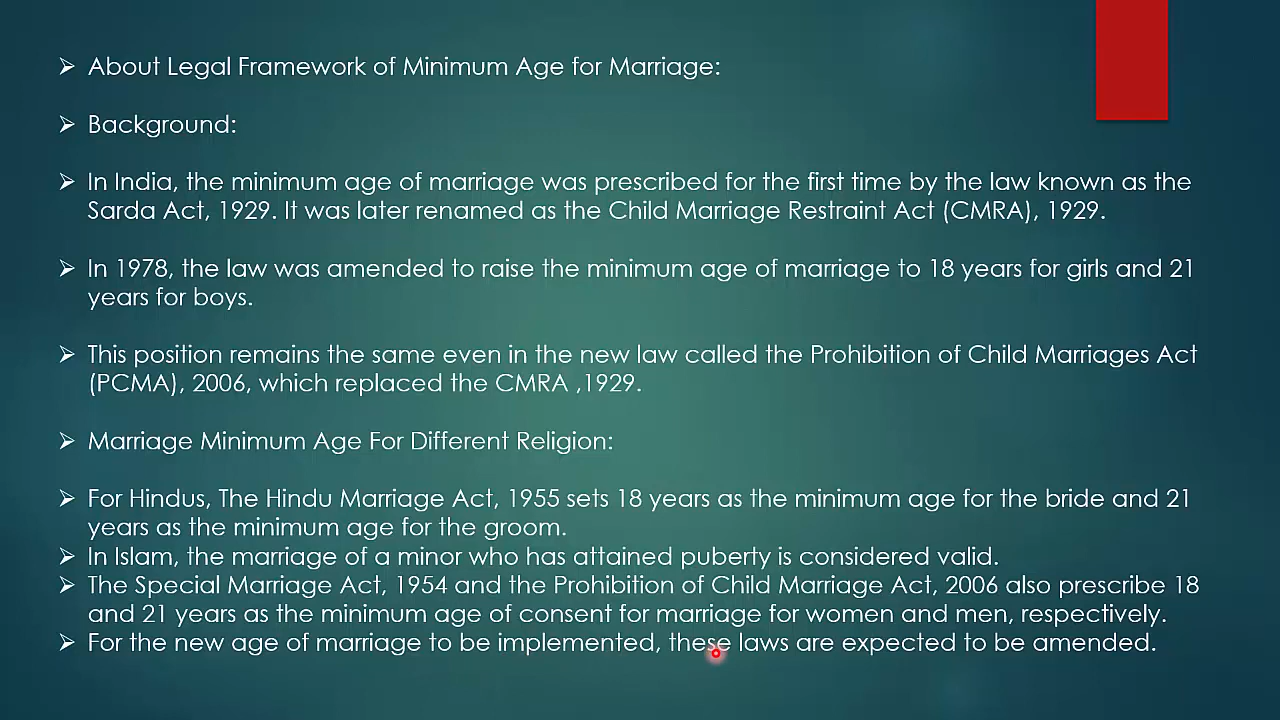 About Legal Framework of Minimum Age for Marriage:
Background:
In India, the minimum age of marriage was prescribed for the first time by the law known as the
Sarda Act, 1929. It was later renamed as the Child Marriage Restraint Act (CMRA), 1929.
In 1978, the law was amended to raise the minimum age of marriage to 18 years for girls and 21
years for boys.
This position remains the same even in the new law called the Prohibition of Child Marriages Act
(PCMA), 2006, which replaced the CMRA ,1929.
Marriage Minimum Age For Different Religion:
For Hindus, The Hindu Marriage Act, 1955 sets 18 years as the minimum age for the bride and 21
years as the minimum age for the groom.
In Islam, the marriage of a minor who has attained puberty is considered valid.
The Special Marriage Act, 1954 and the Prohibition of Child Marriage Act, 2006 also prescribe 18
and 21 years as the minimum age of consent for marriage for women and men, respectively.
For the new age of marriage to be implemented, these laws are expected to be amended.